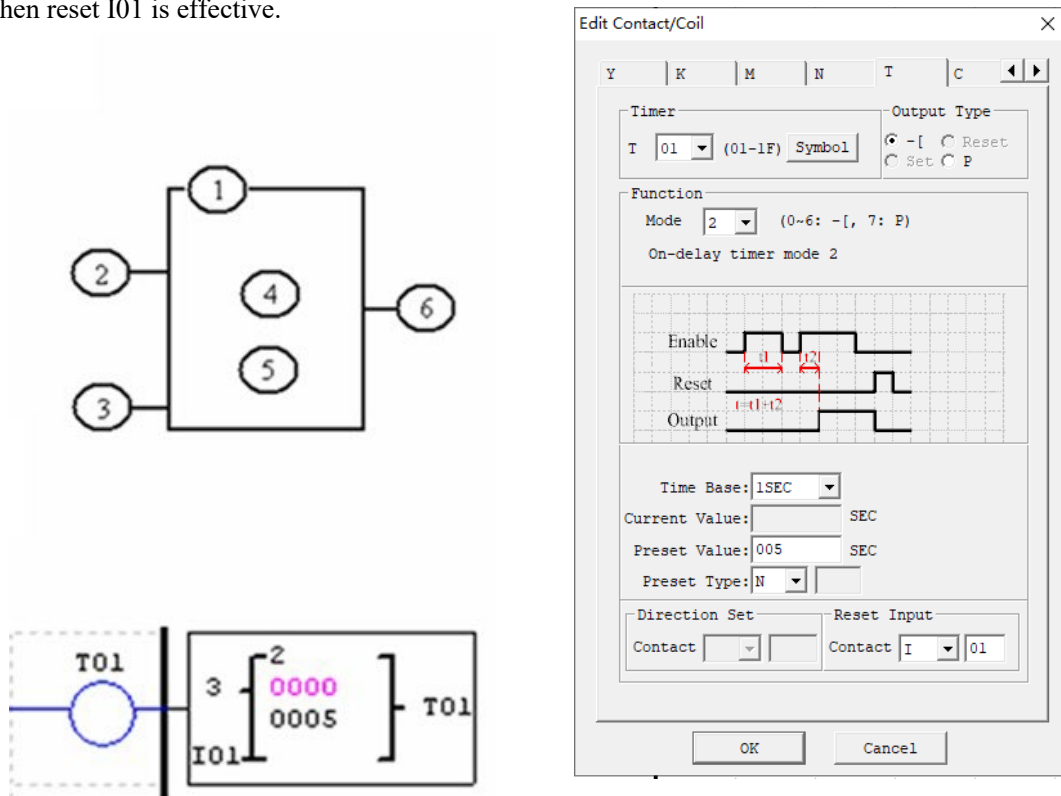 hen reset I01 is effective.
1
2
4
6
5
3
T01
2
3
0000
0005
T01
I01
Edit Contact/Coil
Y K M N T C
Timer
T 01 (01-1F) Symbol
Output Type
-[ Reset
Set P
Function
Mode 2 (0~6: -[, 7: P)
On-delay timer mode 2
Enable
t1 t2
Reset
t=t1+t2
Output
Time Base: 1SEC
Current Value: SEC
Preset Value: 005 SEC
Preset Type: N
Direction Set
Contact
Reset Input
Contact I 01
OK Cancel